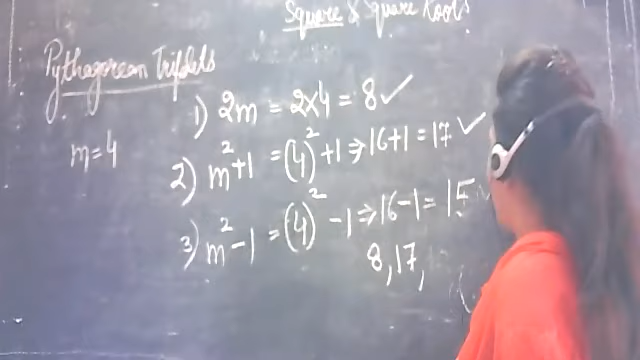 Square & Square Roots
Pythagorean Triplets
m=4
1) 2m = 2×4 = 8 ✓
2) m²+1 = (4)²+1 ⇒ 16+1 = 17 ✓
3) m²-1 = (4)²-1 ⇒ 16-1 = 15 ✓
8, 17,